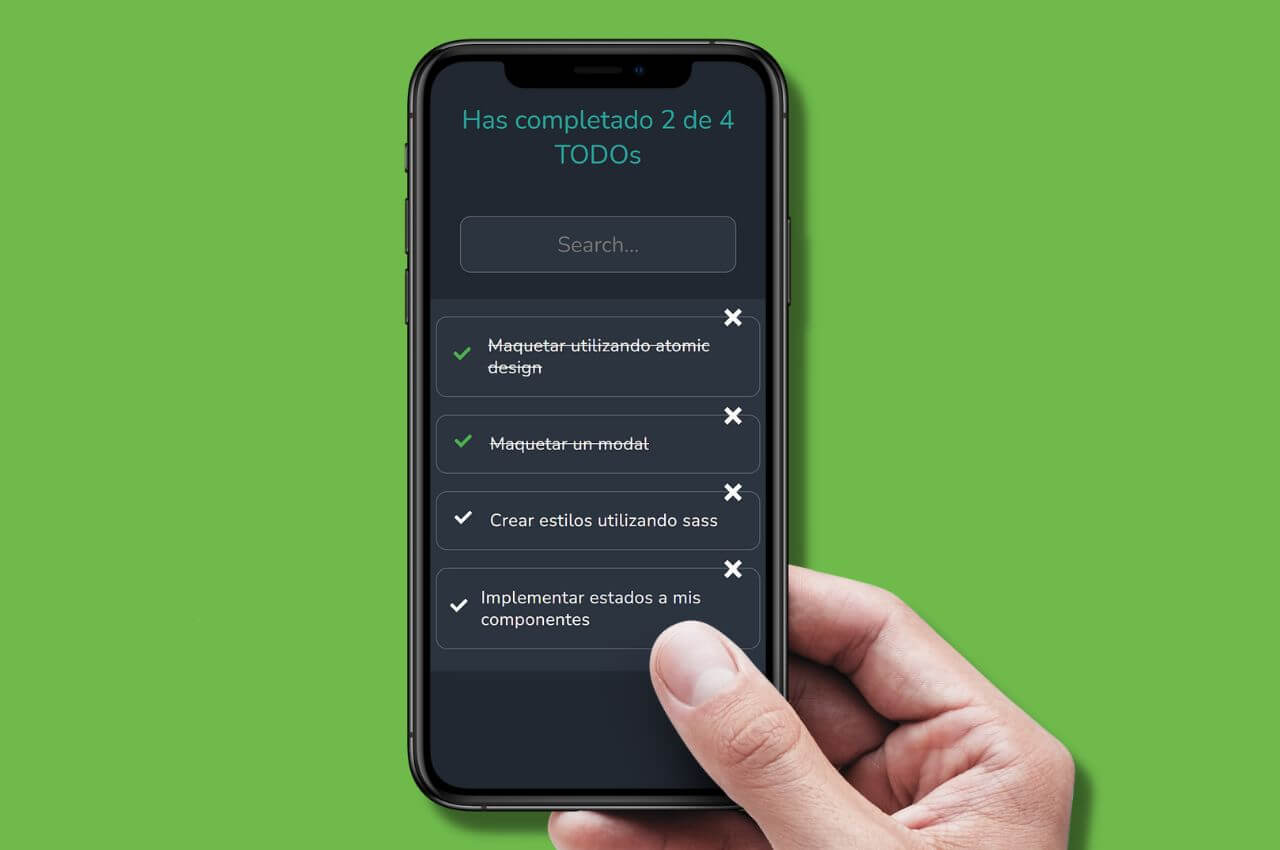 Has completado 2 de 4
TODOs
Search...
Maquetar utilizando atomic
design
Maquetar un modal
Crear estilos utilizando sass
Implementar estados a mis
componentes